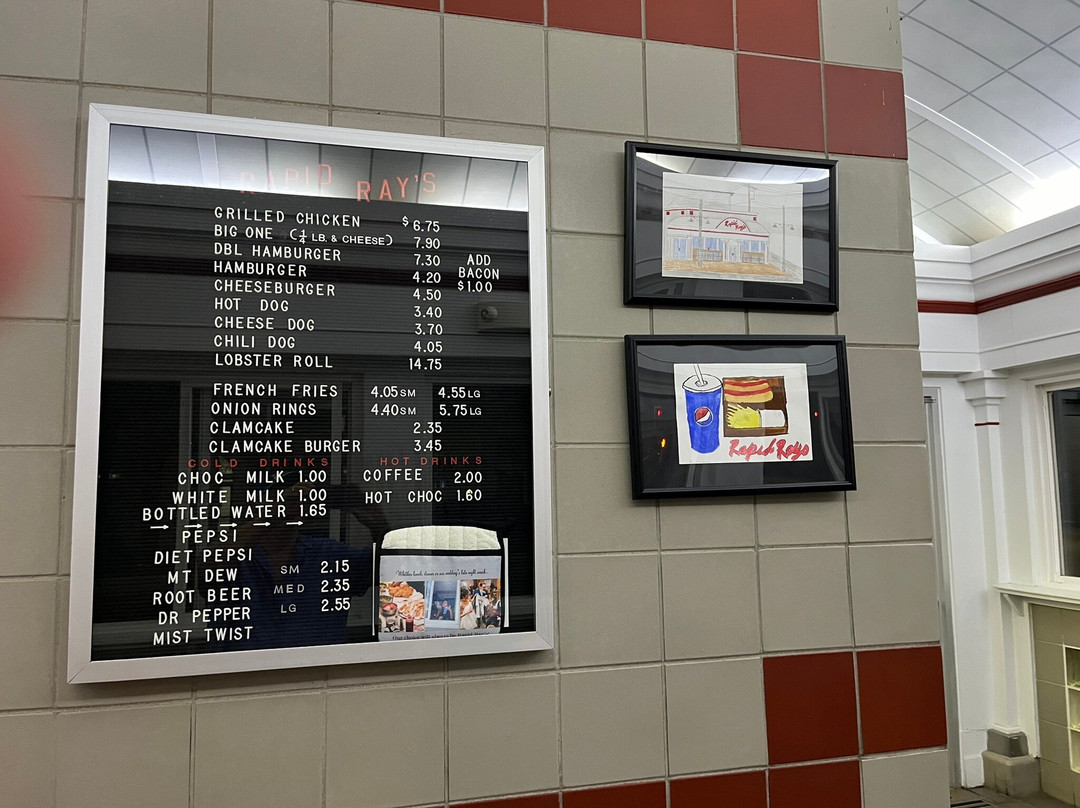 RAPID RAY'S
GRILLED CHICKEN $6.75
BIG ONE (¼ LB. & CHEESE) 7.90
DBL HAMBURGER 7.30
HAMBURGER 4.20
CHEESEBURGER 4.50
HOT DOG 3.40
CHEESE DOG 3.70
CHILI DOG 4.05
LOBSTER ROLL 14.75
ADD
BACON
$1.00
FRENCH FRIES 4.05 SM 4.55 LG
ONION RINGS 4.40 SM 5.75 LG
CLAMCAKE 2.35
CLAMCAKE BURGER 3.45
COLD DRINKS HOT DRINKS
CHOC MILK 1.00 COFFEE 2.00
WHITE MILK 1.00 HOT CHOC 1.60
BOTTLED WATER 1.65
PEPSI
DIET PEPSI
MT DEW SM 2.15
ROOT BEER MED 2.35
DR PEPPER LG 2.55
MIST TWIST
Rapid Ray's
Rapid Rays